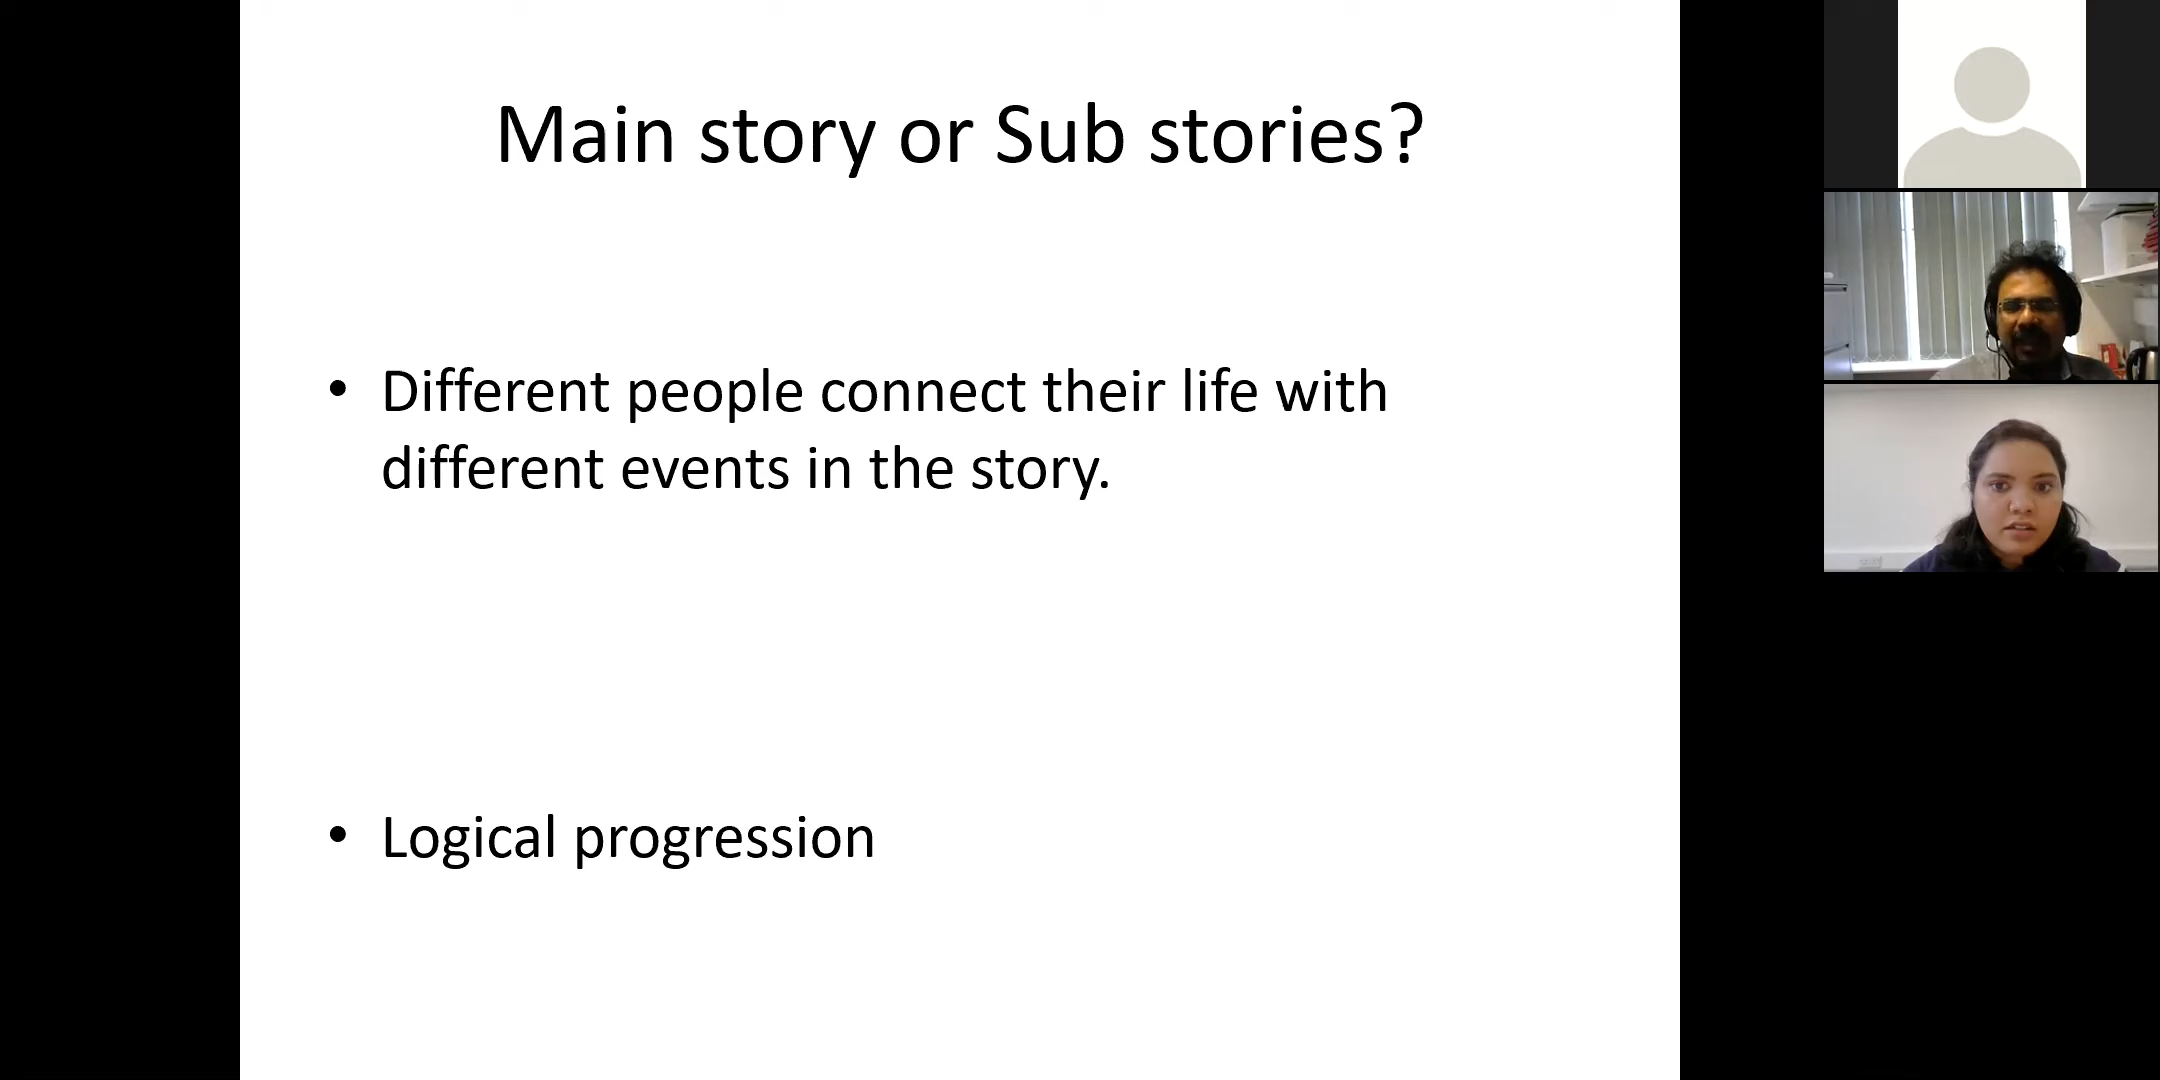 Main story or Sub stories?
• Different people connect their life with
different events in the story.
• Logical progression